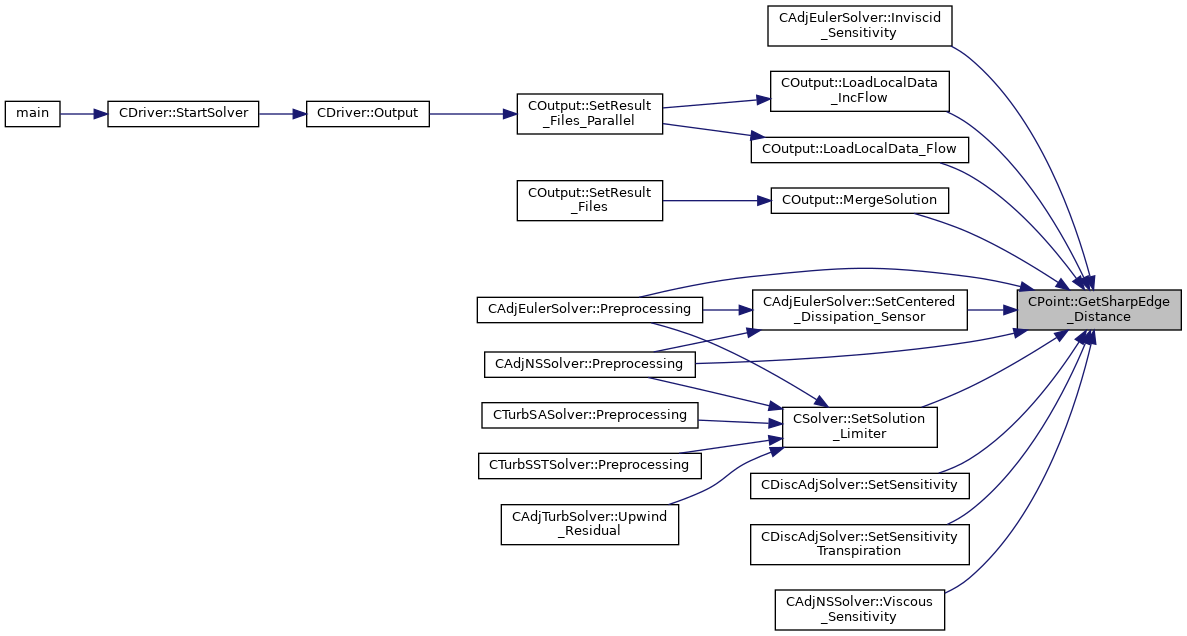 CAdjEulerSolver::Inviscid
_Sensitivity
COutput::LoadLocalData
_IncFlow
main
CDriver::StartSolver
CDriver::Output
COutput::SetResult
_Files_Parallel
COutput::LoadLocalData_Flow
COutput::SetResult
_Files
COutput::MergeSolution
CAdjEulerSolver::Preprocessing
CAdjEulerSolver::SetCentered
_Dissipation_Sensor
CPoint::GetSharpEdge
_Distance
CAdjNSSolver::Preprocessing
CTurbSASolver::Preprocessing
CSolver::SetSolution
_Limiter
CTurbSSTSolver::Preprocessing
CDiscAdjSolver::SetSensitivity
CAdjTurbSolver::Upwind
_Residual
CDiscAdjSolver::SetSensitivity
Transpiration
CAdjNSSolver::Viscous
_Sensitivity